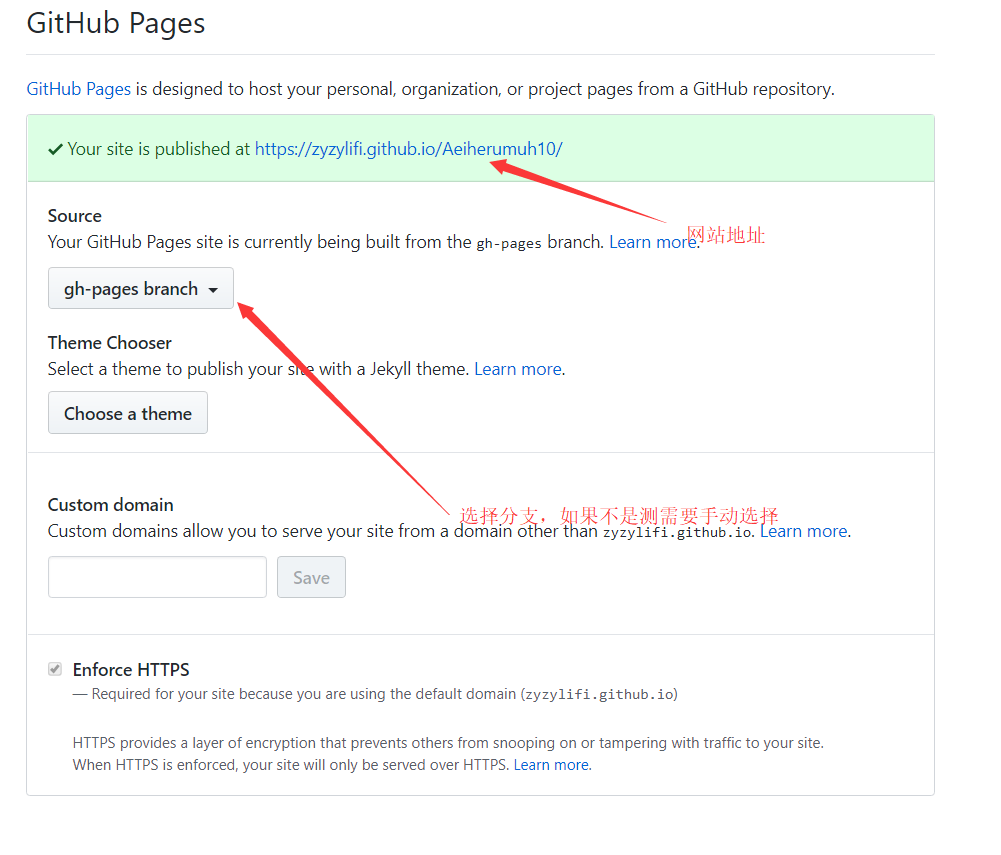 GitHub Pages
GitHub Pages is designed to host your personal, organization, or project pages from a GitHub repository.
Your site is published at https://zyzylifi.github.io/Aeiherumuh10/
网站地址
Source
Your GitHub Pages site is currently being built from the gh-pages branch. Learn more.
gh-pages branch
Theme Chooser
Select a theme to publish your site with a Jekyll theme. Learn more.
Choose a theme
Custom domain
选择分支，如果不是测需要手动选择
Custom domains allow you to serve your site from a domain other than zyzylifi.github.io. Learn more.
Save
Enforce HTTPS
— Required for your site because you are using the default domain (zyzylifi.github.io)
HTTPS provides a layer of encryption that prevents others from snooping on or tampering with traffic to your site.
When HTTPS is enforced, your site will only be served over HTTPS. Learn more.